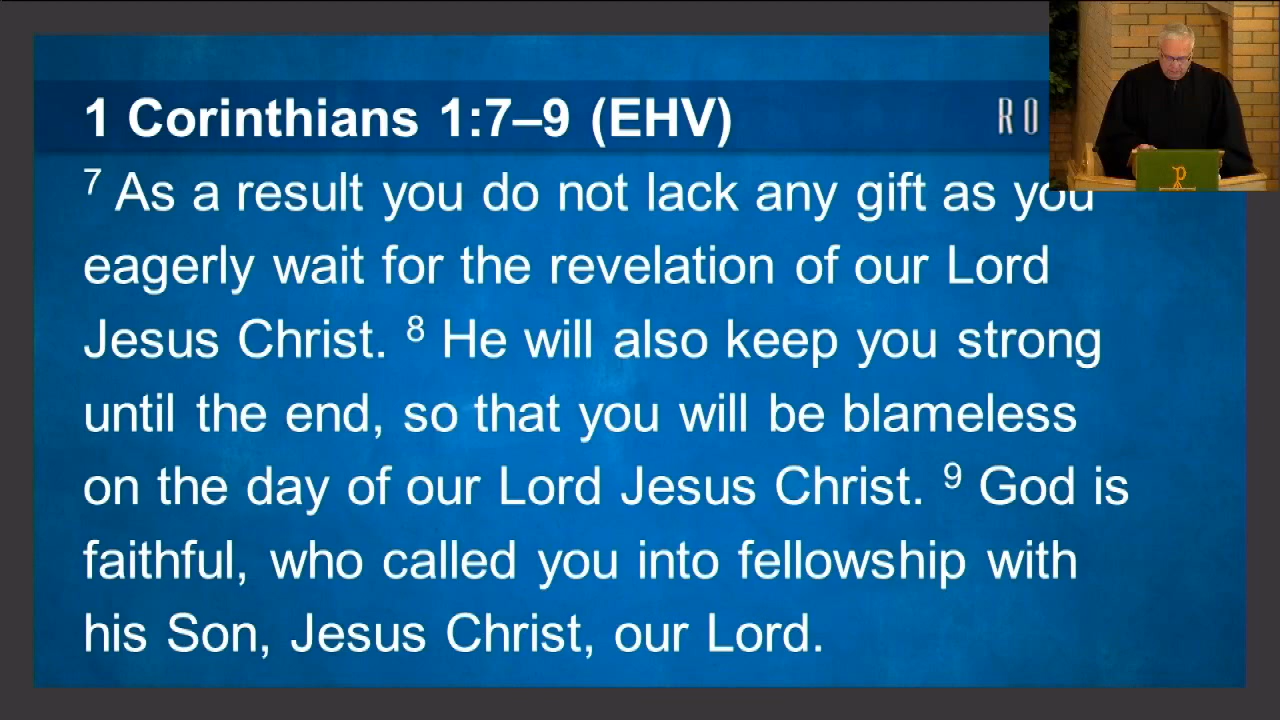 1 Corinthians 1:7–9 (EHV)
RO
7 As a result you do not lack any gift as you
eagerly wait for the revelation of our Lord
Jesus Christ. 8 He will also keep you strong
until the end, so that you will be blameless
on the day of our Lord Jesus Christ. 9 God is
faithful, who called you into fellowship with
his Son, Jesus Christ, our Lord.